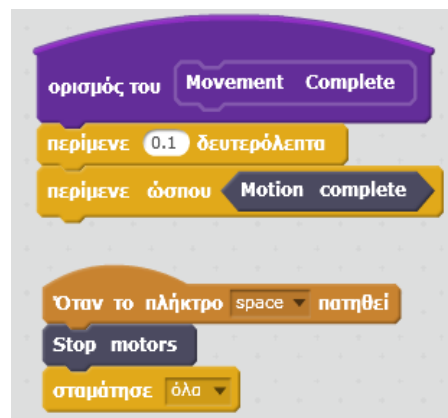 ορισμός του Movement Complete
περίμενε 0.1 δευτερόλεπτα
περίμενε ώσπου Motion complete
Όταν το πλήκτρο space πατηθεί
Stop motors
σταμάτησε όλα